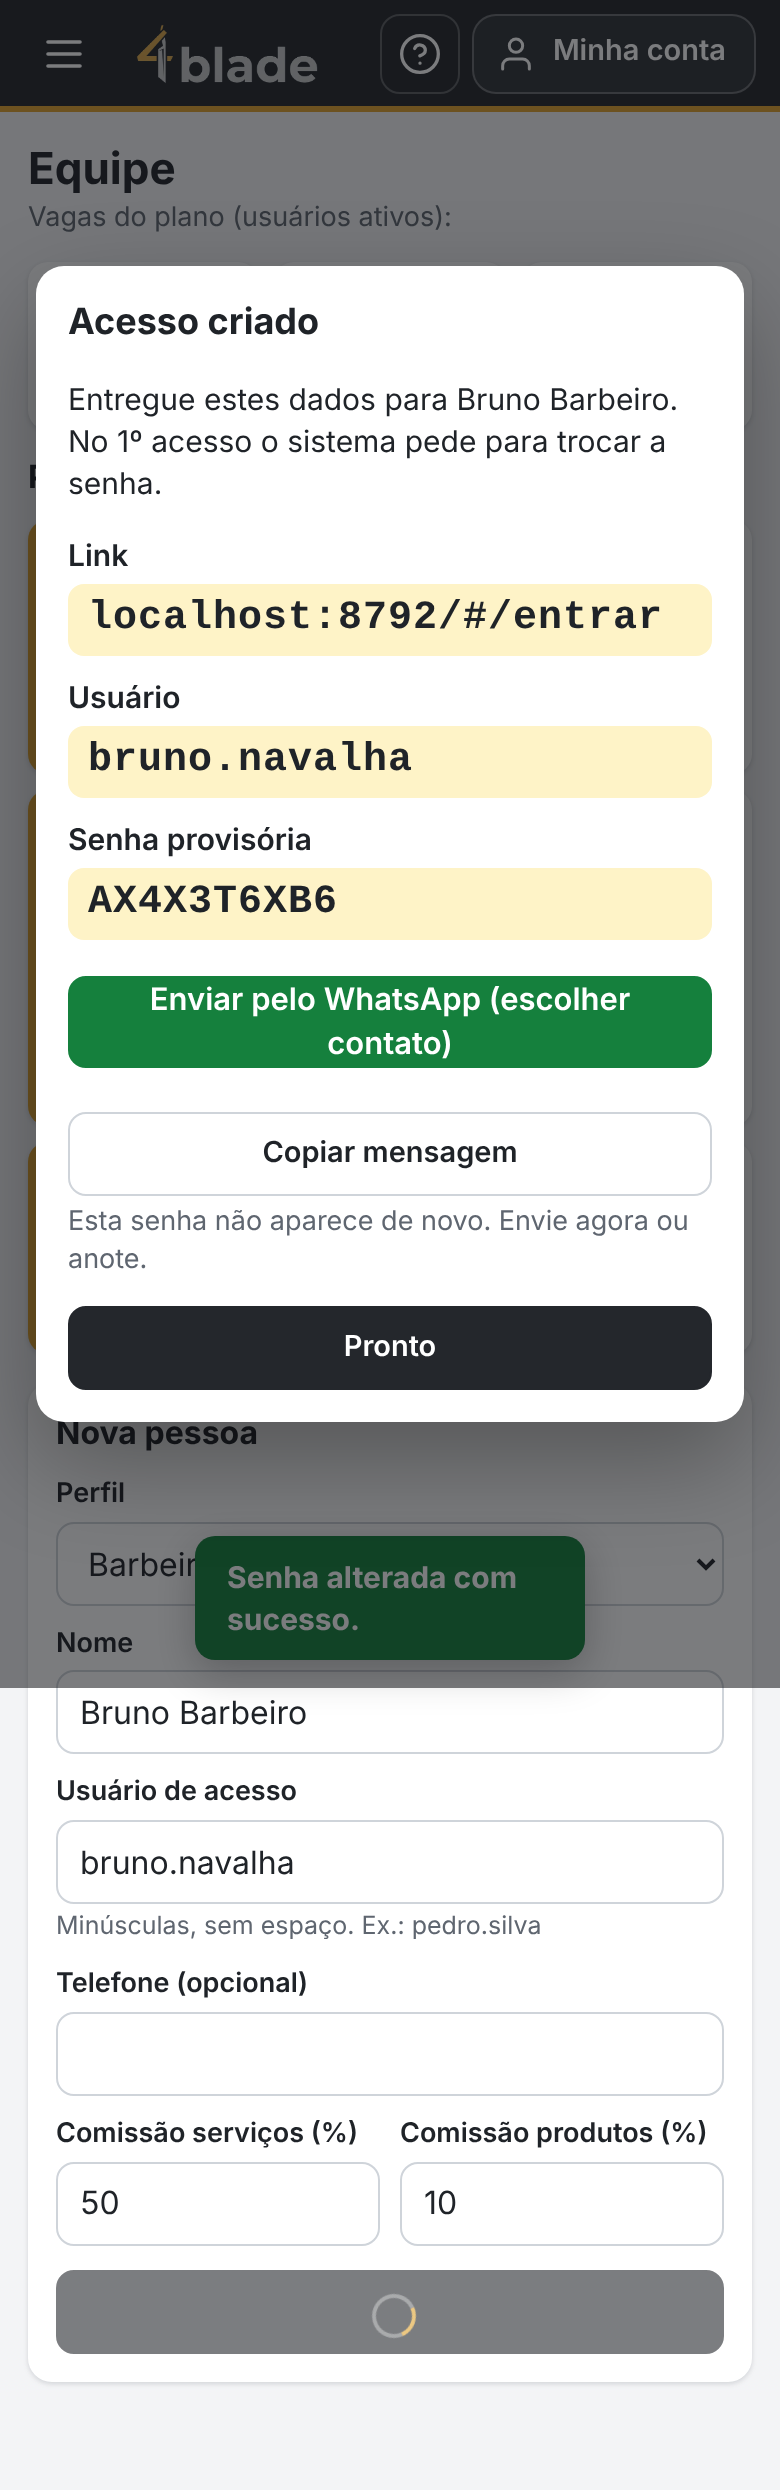 4blade
Minha conta
Equipe
Vagas do plano (usuários ativos):
Acesso criado
Entregue estes dados para Bruno Barbeiro.
No 1º acesso o sistema pede para trocar a
senha.
Link
localhost:8792/#/entrar
Usuário
bruno.navalha
Senha provisória
AX4X3T6XB6
Enviar pelo WhatsApp (escolher
contato)
Copiar mensagem
Esta senha não aparece de novo. Envie agora ou
anote.
Pronto
Nova pessoa
Perfil
Barbeir
Senha alterada com
sucesso.
Nome
Bruno Barbeiro
Usuário de acesso
bruno.navalha
Minúsculas, sem espaço. Ex.: pedro.silva
Telefone (opcional)
Comissão serviços (%)
Comissão produtos (%)
50
10